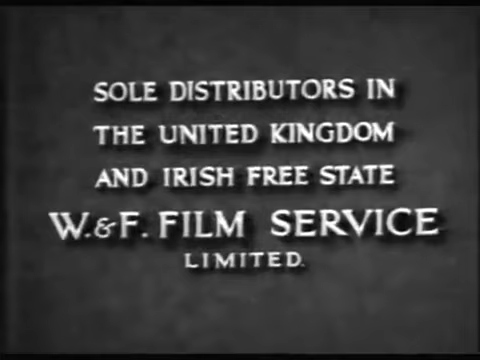 SOLE DISTRIBUTORS IN
THE UNITED KINGDOM
AND IRISH FREE STATE
W.&F. FILM SERVICE
LIMITED.